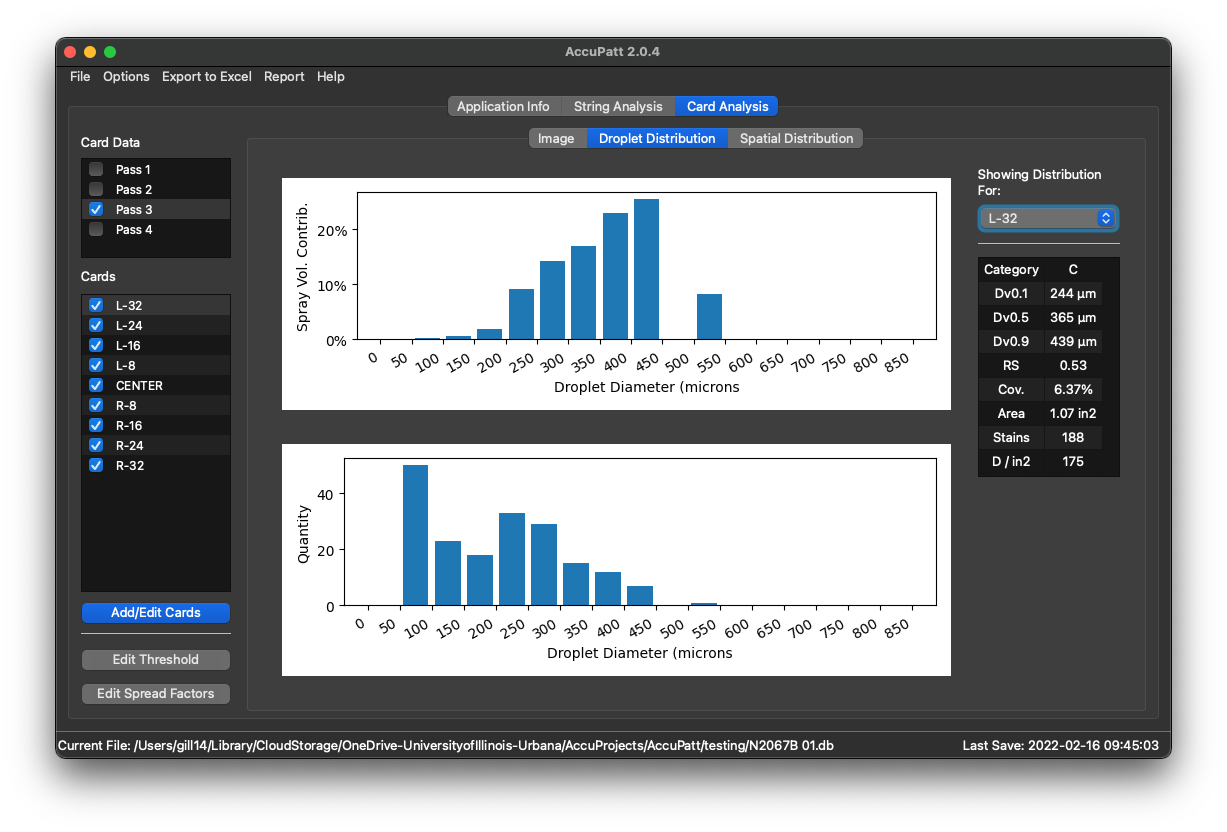 AccuPatt 2.0.4
File Options Export to Excel Report Help
Application Info String Analysis Card Analysis
Image Droplet Distribution Spatial Distribution
Card Data
Pass 1
Pass 2
Pass 3
Pass 4
Cards
L-32
L-24
L-16
L-8
CENTER
R-8
R-16
R-24
R-32
Add/Edit Cards
Edit Threshold
Edit Spread Factors
Spray Vol. Contrib.
20%
10%
0%
0 50 100 150 200 250 300 350 400 450 500 550 600 650 700 750 800 850
Droplet Diameter (microns
Quantity
40
20
0
0 50 100 150 200 250 300 350 400 450 500 550 600 650 700 750 800 850
Droplet Diameter (microns
Showing Distribution
For:
L-32
Category C
Dv0.1 244 μm
Dv0.5 365 μm
Dv0.9 439 μm
RS 0.53
Cov. 6.37%
Area 1.07 in2
Stains 188
D / in2 175
Current File: /Users/gill14/Library/CloudStorage/OneDrive-UniversityofIllinois-Urbana/AccuProjects/AccuPatt/testing/N2067B 01.db
Last Save: 2022-02-16 09:45:03